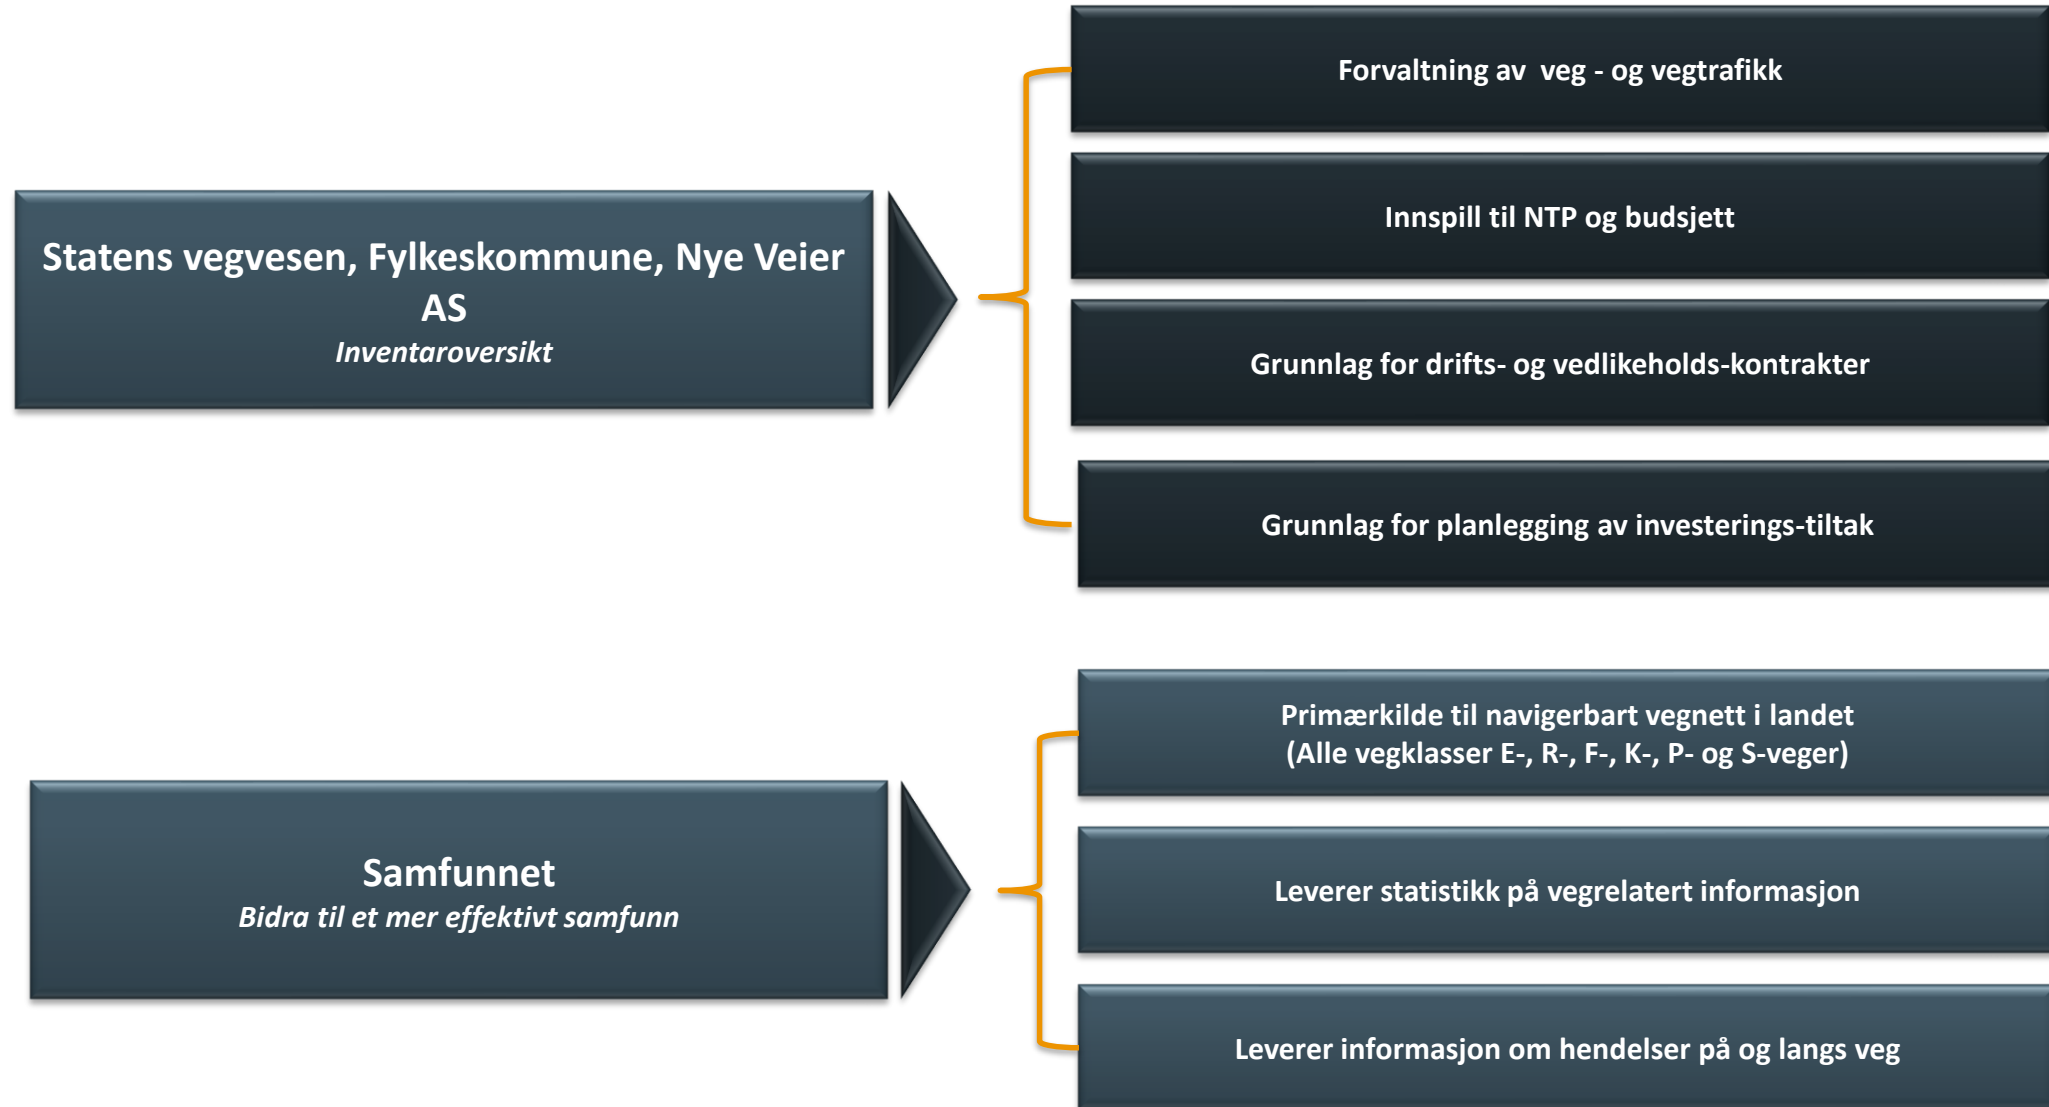 Statens vegvesen, Fylkeskommune, Nye Veier
AS
Inventaroversikt
Forvaltning av  veg - og vegtrafikk
Innspill til NTP og budsjett
Grunnlag for drifts- og vedlikeholds-kontrakter
Grunnlag for planlegging av investerings-tiltak
Samfunnet
Bidra til et mer effektivt samfunn
Primærkilde til navigerbart vegnett i landet
(Alle vegklasser E-, R-, F-, K-, P- og S-veger)
Leverer statistikk på vegrelatert informasjon
Leverer informasjon om hendelser på og langs veg